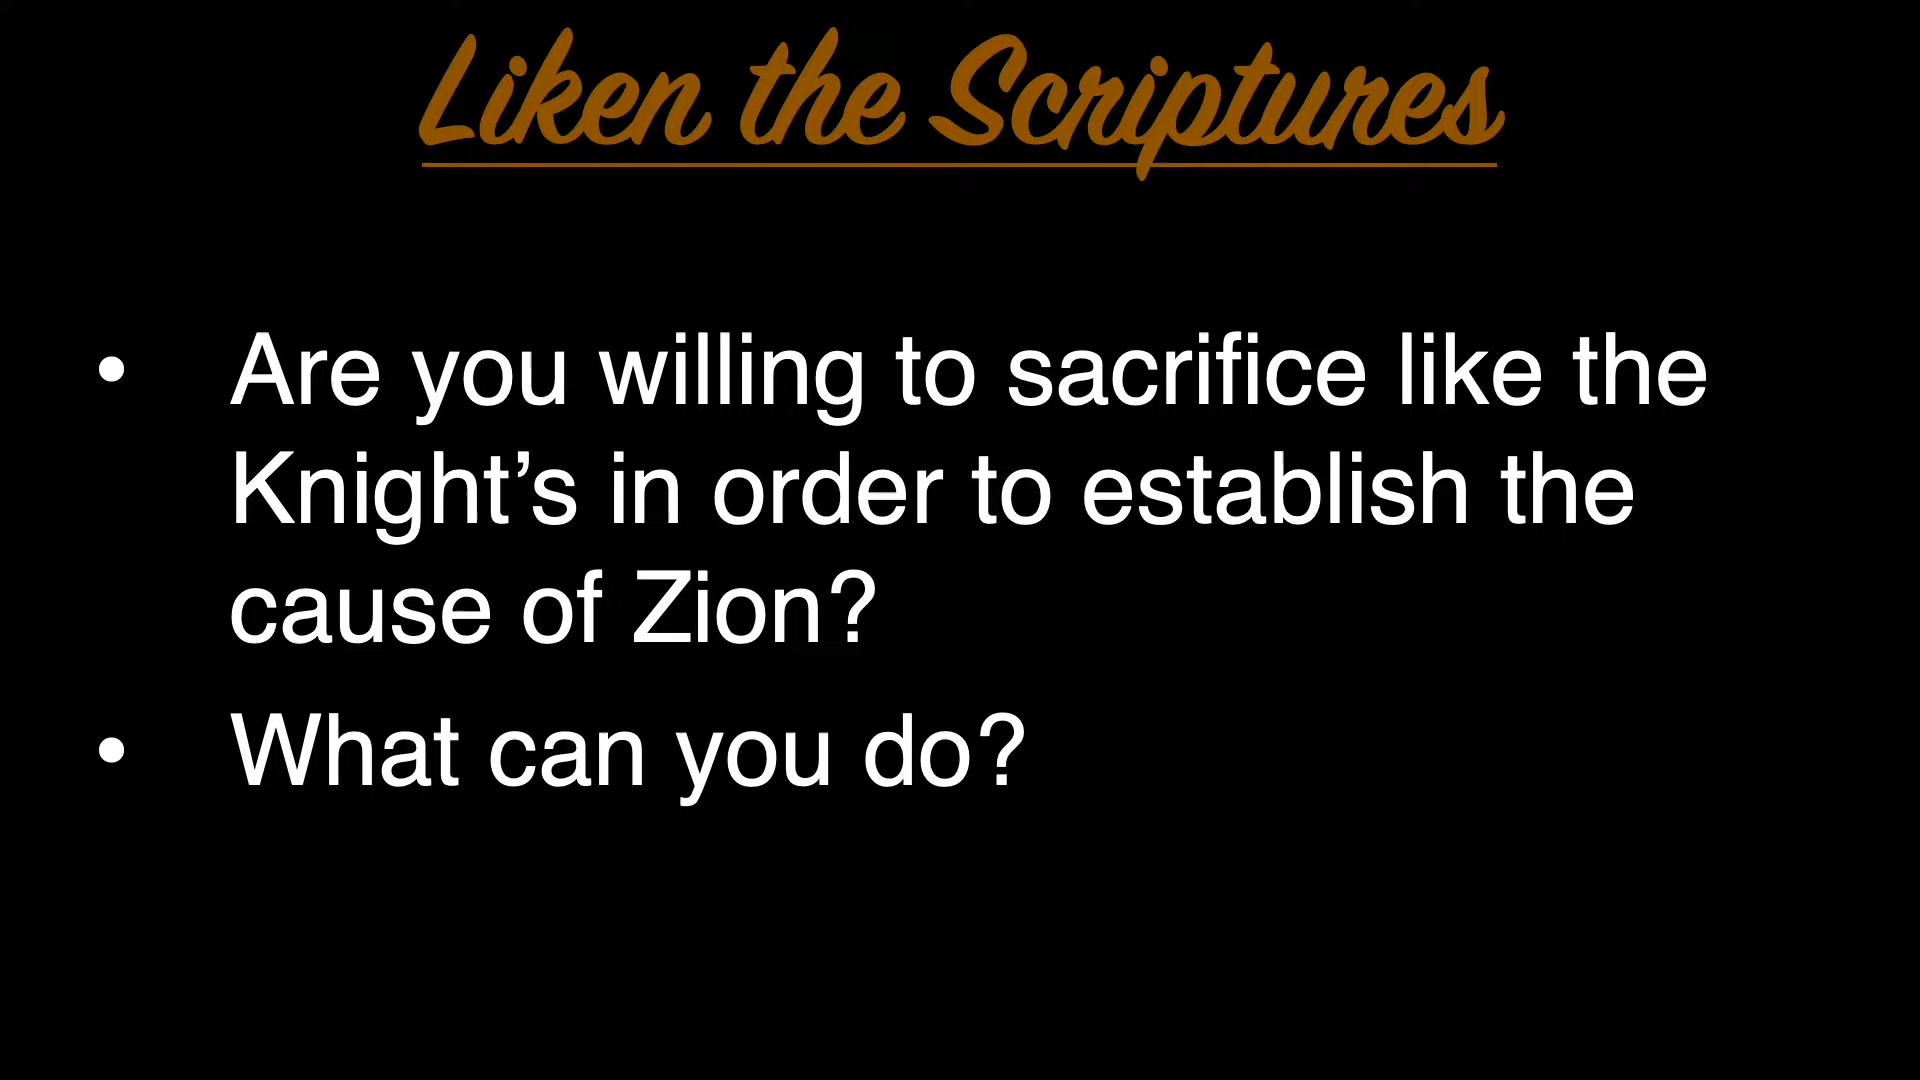 Liken the Scriptures
• Are you willing to sacrifice like the
Knight’s in order to establish the
cause of Zion?
• What can you do?